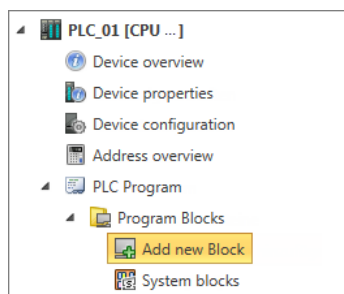 PLC_01 [CPU ... ]
Device overview
Device properties
Device configuration
Address overview
PLC Program
Program Blocks
Add new Block
System blocks